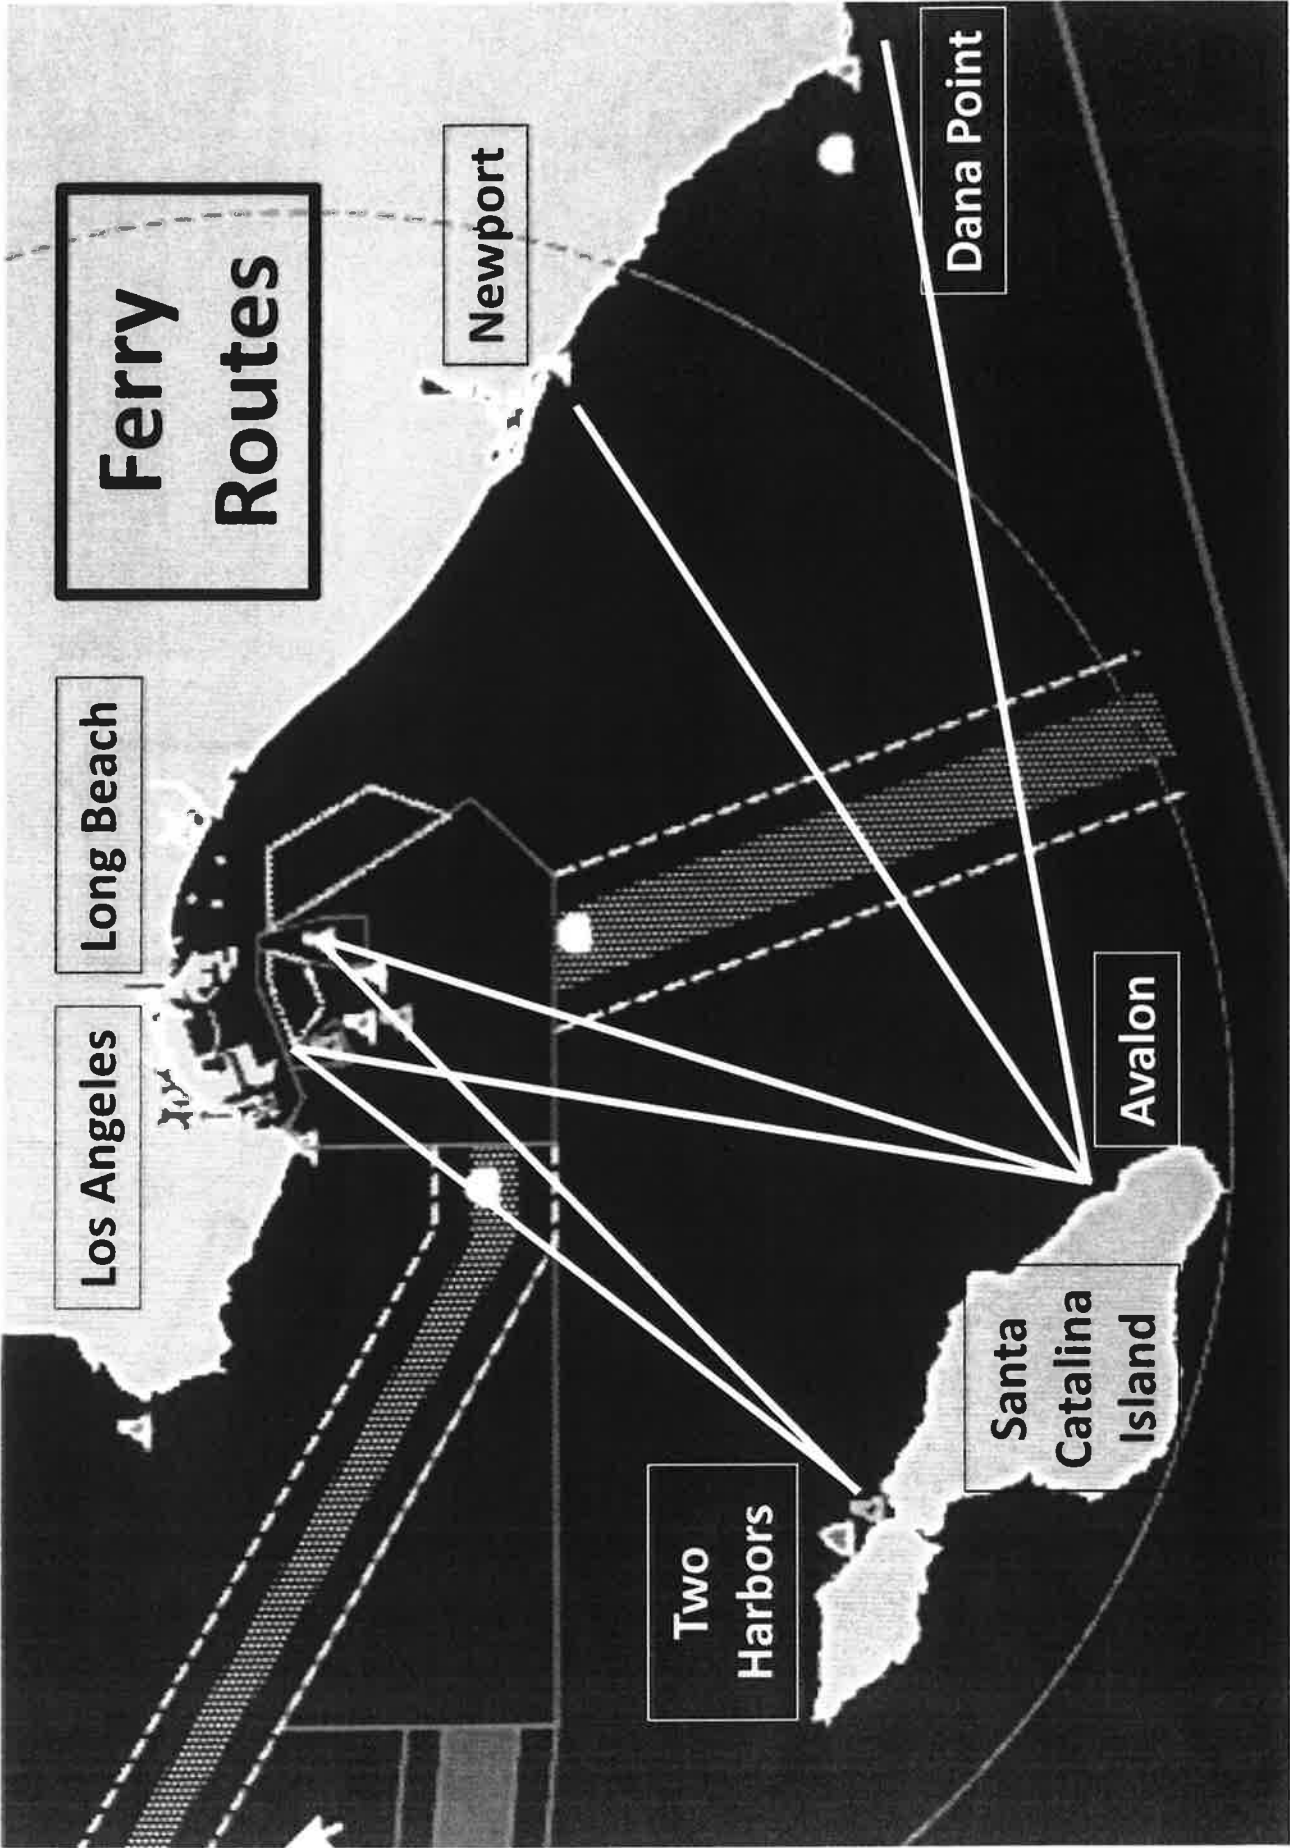 Ferry
Routes
Los Angeles
Long Beach
Newport
Dana Point
Two
Harbors
Santa
Catalina
Island
Avalon